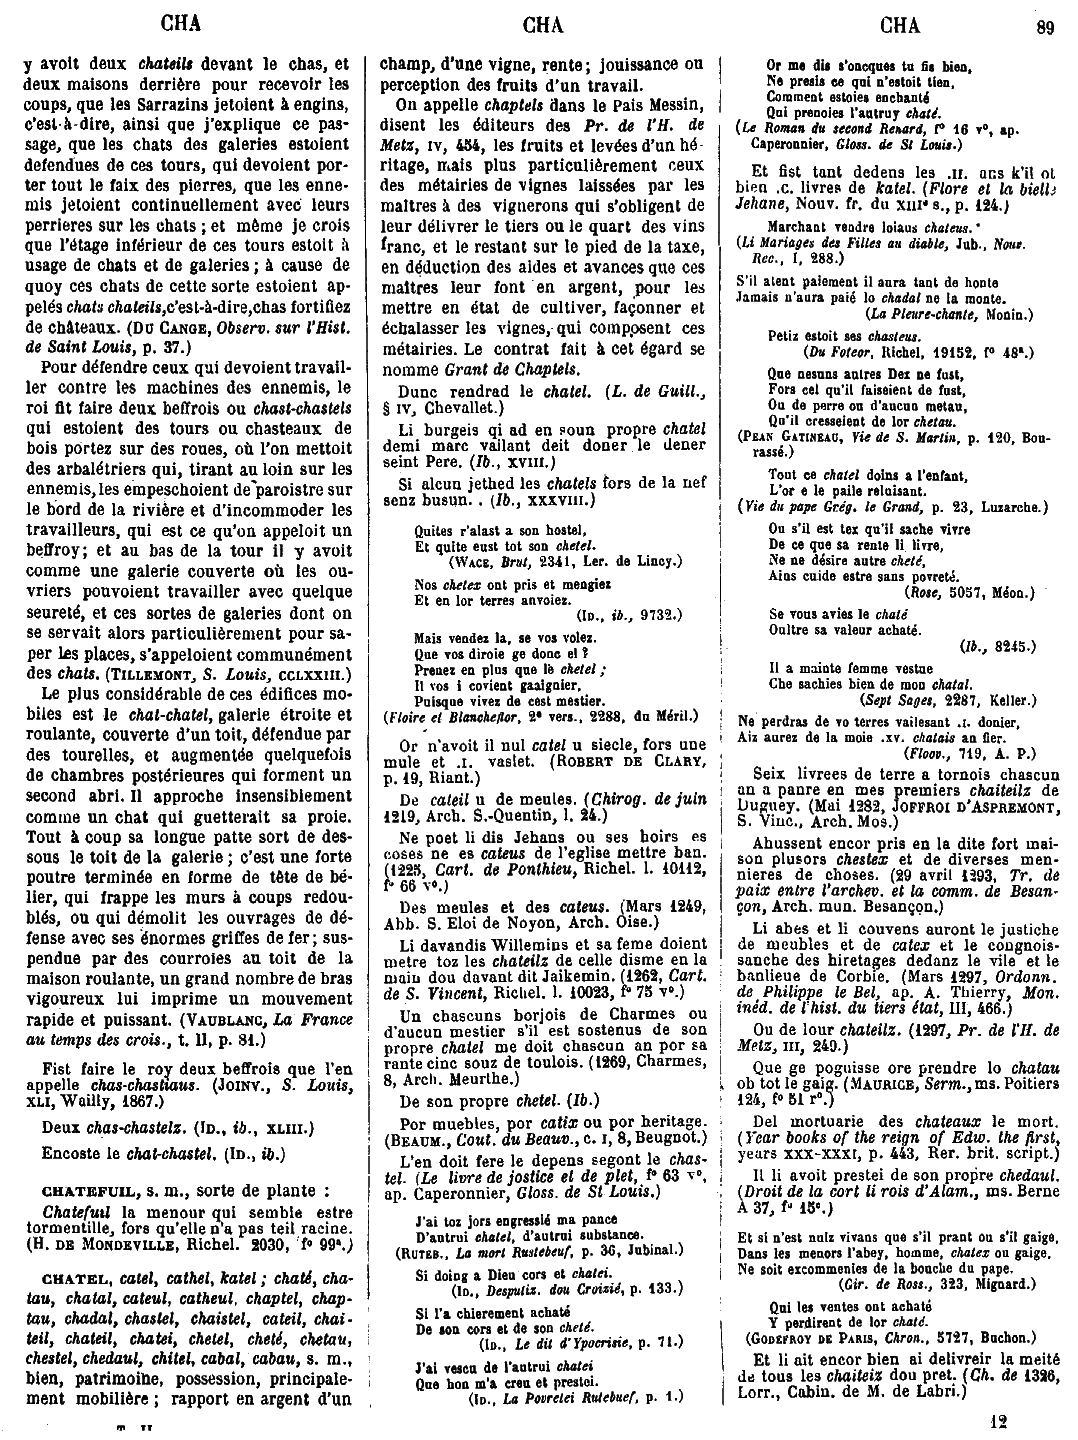 CHA
CHA
CHA
89
y avoit deux chateils devant le chas, et
deux maisons derrière pour recevoir les
coups, que les Sarrazins jetoient à engins,
c'est-à-dire, ainsi que j'explique ce pas-
sage, que les chats des galeries estoient
defendues de ces tours, qui devoient por-
ter tout le faix des pierres, que les enne-
mis jetoient continuellement avec leurs
perrieres sur les chats ; et même je crois
que l'étage inférieur de ces tours estoit à
usage de chats et de galeries ; à cause de
quoy ces chats de cette sorte estoient ap-
pelés chats chateils, c'est-à-dire, chas fortifiez
de châteaux. (DU CANGE, Observ. sur l'Hist.
de Saint Louis, p. 37.)
Pour défendre ceux qui devoient travail-
ler contre les machines des ennemis, le
roi fit faire deux beffrois ou chast-chastels
qui estoient des tours ou chasteaux de
bois portez sur des roues, où l'on mettoit
des arbalétriers qui, tirant au loin sur les
ennemis, les empeschoient de paroistre sur
le bord de la rivière et d'incommoder les
travailleurs, qui est ce qu'on appeloit un
beffroy; et au bas de la tour il y avoit
comme une galerie couverte où les ou-
vriers pouvoient travailler avec quelque
seureté, et ces sortes de galeries dont on
se servait alors particulièrement pour sa-
per les places, s'appeloient communément
des chats. (TILLEMONT, S. Louis, CCLXXIII.)
Le plus considérable de ces édifices mo-
biles est le chat-chatel, galerie étroite et
roulante, couverte d'un toit, défendue par
des tourelles, et augmentée quelquefois
de chambres postérieures qui forment un
second abri. Il approche insensiblement
comme un chat qui guetterait sa proie.
Tout à coup sa longue patte sort de des-
sous le toit de la galerie ; c'est une forte
poutre terminée en forme de tête de bé-
lier, qui frappe les murs à coups redou-
blés, ou qui démolit les ouvrages de dé-
fense avec ses énormes griffes de fer; sus-
pendue par des courroies au toit de la
maison roulante, un grand nombre de bras
vigoureux lui imprime un mouvement
rapide et puissant. (VAUBLANC, La France
au temps des crois., t. II, p. 81.)
Fist faire le roy deux beffrois que l'en
appelle chas-chastiaus. (JOINV., S. Louis,
XLI, Wailly, 1867.)
Deux chas-chastelz. (ID., ib., XLIII.)
Encoste le chat-chastel. (ID., ib.)
CHATEFUIL, s. m., sorte de plante :
Chateful la menour qui semble estre
tormentille, fors qu'elle n'a pas teil racine.
(H. DE MONDEVILLE, Richel. 2030, f° 99ª.)
CHATEL, catel, cathel, katel ; chaté, cha-
tau, chatal, cateul, catheul, chaptel, chap-
tau, chadal, chastel, chaistel, cateil, chai-
teil, chateil, chatei, chetel, cheté, chetau,
chestel, chedaul, chitel, cabal, cabau, s. m.,
bien, patrimoine, possession, principale-
ment mobilière ; rapport en argent d'un
T. II
champ, d'une vigne, rente ; jouissance ou
perception des fruits d'un travail.
On appelle chaptels dans le Pais Messin,
disent les éditeurs des Pr. de l'H. de
Metz, IV, 454, les fruits et levées d'un hé-
ritage, mais plus particulièrement ceux
des métairies de vignes laissées par les
maîtres à des vignerons qui s'obligent de
leur délivrer le tiers ou le quart des vins
franc, et le restant sur le pied de la taxe,
en déduction des aides et avances que ces
maîtres leur font en argent, pour les
mettre en état de cultiver, façonner et
échalasser les vignes, qui composent ces
métairies. Le contrat fait à cet égard se
nomme Grant de Chaptels.
Dunc rendrad le chatel. (L. de Guill.,
§ IV, Chevallet.)
Li burgeis qi ad en soun propre chatel
demi marc vailant deit doner le dener
seint Pere. (Ib., XVIII.)
Si alcun jethed les chatels fors de la nef
senz busun. . (Ib., XXXVIII.)
Quites r'alast a son hostel,
Et quite eust tot son chetel.
(WACE, Brut, 2341, Ler. de Lincy.)
Nos chetex ont pris et mengiez
Et en lor terres anvoiez.
(ID., ib., 9732.)
Mais vendez la, se vos volez.
Que vos diroie ge donc el ?
Prenez en plus que le chetel ;
Il vos i covient gaaignier,
Puisque vivez de cest mestier.
(Floire et Blancheflor, 2ᵉ vers., 2288, du Méril.)
Or n'avoit il nul catel u siecle, fors une
mule et .I. vaslet. (ROBERT DE CLARY,
p. 19, Riant.)
De cateil u de meules. (Chirog. de juin
1219, Arch. S.-Quentin, l. 24.)
Ne poet li dis Jehans ou ses hoirs es
coses ne es cateus de l'eglise mettre ban.
(1225, Cart. de Ponthieu, Richel. l. 10112,
f° 66 v°.)
Des meules et des cateus. (Mars 1249,
Abb. S. Eloi de Noyon, Arch. Oise.)
Li davandis Willemins et sa feme doient
metre toz les chateilz de celle disme en la
main dou davant dit Jaikemin. (1262, Cart.
de S. Vincent, Richel. l. 10023, f° 75 v°.)
Un chascuns borjois de Charmes ou
d'aucun mestier s'il est sostenus de son
propre chatel me doit chascun an por sa
rante cinc souz de toulois. (1269, Charmes,
8, Arch. Meurthe.)
De son propre chetel. (Ib.)
Por muebles, por catix ou por heritage.
(BEAUM., Cout. du Beauv., c. I, 8, Beugnot.)
L'en doit fere le depens segont le chas-
tel. (Le livre de jostice et de plet, f° 63 v°,
ap. Caperonnier, Gloss. de St Louis.)
J'ai toz jors engressié ma pance
D'autrui chatel, d'autrui substance.
(RUTEB., La mort Rustebeuf, p. 36, Jubinal.)
Si doing a Dieu cors et chatei.
(ID., Desputiz. dou Croizié, p. 133.)
Si l'a chierement achaté
De son cors et de son cheté.
(ID., Le dit d'Ypocrisie, p. 71.)
J'ai vescu de l'autrui chatei
Que hon m'a creu et prestei.
(ID., La Povretei Rutebuef, p. 1.)
Or me dis s'oncques tu fis bien,
Ne presis ce qui n'estoit tien,
Comment estoies enchanté
Qui prenoies l'autruy chaté.
(Le Roman du second Renard, f° 16 v°, ap.
Caperonnier, Gloss. de St Louis.)
Et fist tant dedens les .II. ans k'il ot
bien .C. livres de katel. (Flore et la bielle
Jehane, Nouv. fr. du XIIIᵉ s., p. 124.)
Marchant vendre loiaus chateus.
(Li Mariages des Filles au diable, Jub., Nouv.
Rec., I, 288.)
S'il atent paiement il aura tant de honte
Jamais n'aura paié lo chadal ne la monte.
(La Pleure-chante, Monin.)
Petiz estoit ses chasteus.
(Du Foteor, Richel, 19152, f° 48ª.)
Que nesuns autres Dex ne fust,
Fors cel qu'il faiseient de fust,
Ou de perre ou d'aucun metau,
Qu'il cresseient de lor chetau.
(PEAN GATINEAU, Vie de S. Martin, p. 120, Bou-
rassé.)
Tout ce chatel doins a l'enfant,
L'or e le paile reluisant.
(Vie du pape Grég. le Grand, p. 23, Luzarche.)
Ou s'il est tex qu'il sache vivre
De ce que sa rente li livre,
Ne ne désire autre cheté,
Ains cuide estre sans povreté.
(Rose, 5057, Méon.)
Se vous avies le chaté
Oultre sa valeur achaté.
(Ib., 8245.)
Il a mainte femme vestue
Che sachies bien de mon chatal.
(Sept Sages, 2287, Keller.)
Ne perdras de vo terres vailesant .I. donier,
Aiz aurez de la moie .XV. chatais an fier.
(Floov., 719, A. P.)
Seix livrees de terre a tornois chascun
an a panre en mes premiers chaiteilz de
Duguey. (Mai 1282, JOFFROI D'ASPREMONT,
S. Vinc., Arch. Mos.)
Ahussent encor pris en la dite fort mai-
son plusors chestex et de diverses men-
nieres de choses. (29 avril 1293, Tr. de
paix entre l'archev. et la comm. de Besan-
çon, Arch. mun. Besançon.)
Li abes et li couvens auront le justiche
de meubles et de catex et le congnois-
sanche des hiretages dedanz le vile et le
banlieue de Corbie. (Mars 1297, Ordonn.
de Philippe le Bel, ap. A. Thierry, Mon.
inéd. de l'hist. du tiers état, III, 466.)
Ou de lour chateilz. (1297, Pr. de l'H. de
Metz, III, 249.)
Que ge poguisse ore prendre lo chatau
ob tot le gaig. (MAURICE, Serm., ms. Poitiers
124, f° 51 r°.)
Del mortuarie des chateaux le mort.
(Year books of the reign of Edw. the first,
years XXX-XXXI, p. 443, Rer. brit. script.)
Il li avoit prestei de son propre chedaul.
(Droit de la cort li rois d'Alam., ms. Berne
A 37, f° 15ᶜ.)
Et si n'est nulz vivans que s'il prant ou s'il gaige,
Dans les menors l'abey, homme, chatex ou gaige,
Ne soit excommenies de la bouche du pape.
(Gir. de Ross., 323, Mignard.)
Qui les ventes ont achaté
Y perdirent de lor chaté.
(GODEFROY DE PARIS, Chron., 5727, Buchon.)
Et li ait encor bien ai delivreir la meité
de tous les chaiteiz dou pret. (Ch. de 1326,
Lorr., Cabin. de M. de Labri.)
12